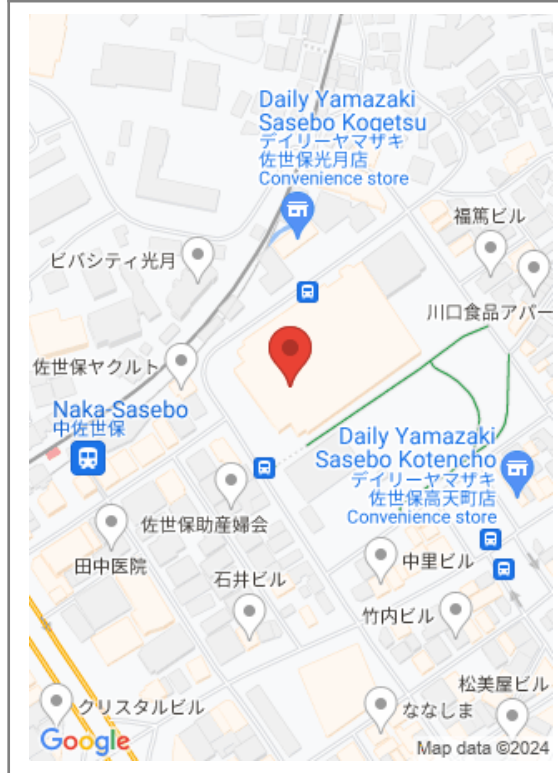 Daily Yamazaki
Sasebo Kogetsu
デイリーヤマザキ
佐世保光月店
Convenience store
福篤ビル
ビバシティ光月
川口食品アパー
佐世保ヤクルト
Naka-Sasebo
中佐世保
Daily Yamazaki
Sasebo Kotencho
デイリーヤマザキ
佐世保高天町店
Convenience store
佐世保助産婦会
田中医院
中里ビル
石井ビル
竹内ビル
松美屋ビル
クリスタルビル
ななしま
Google
Map data ©2024